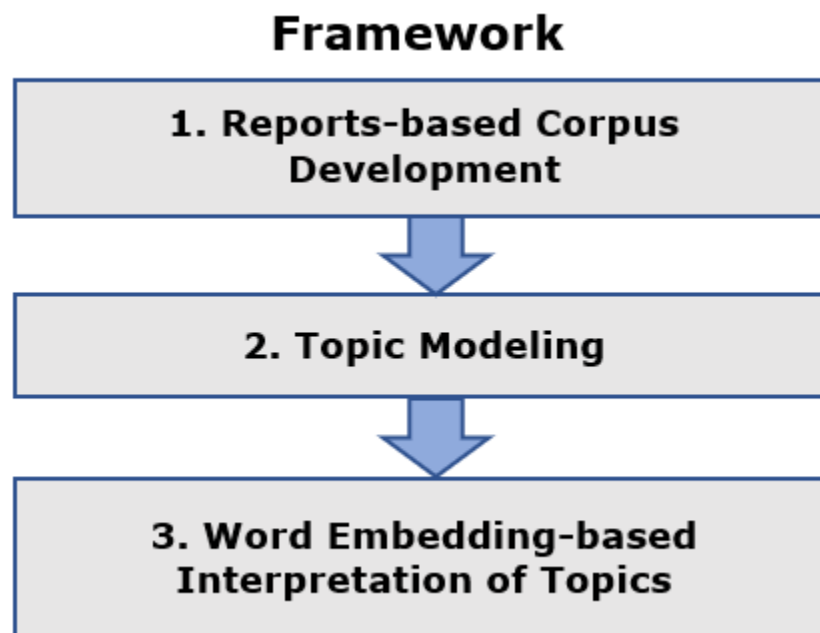 Framework
1. Reports-based Corpus
Development
2. Topic Modeling
3. Word Embedding-based
Interpretation of Topics